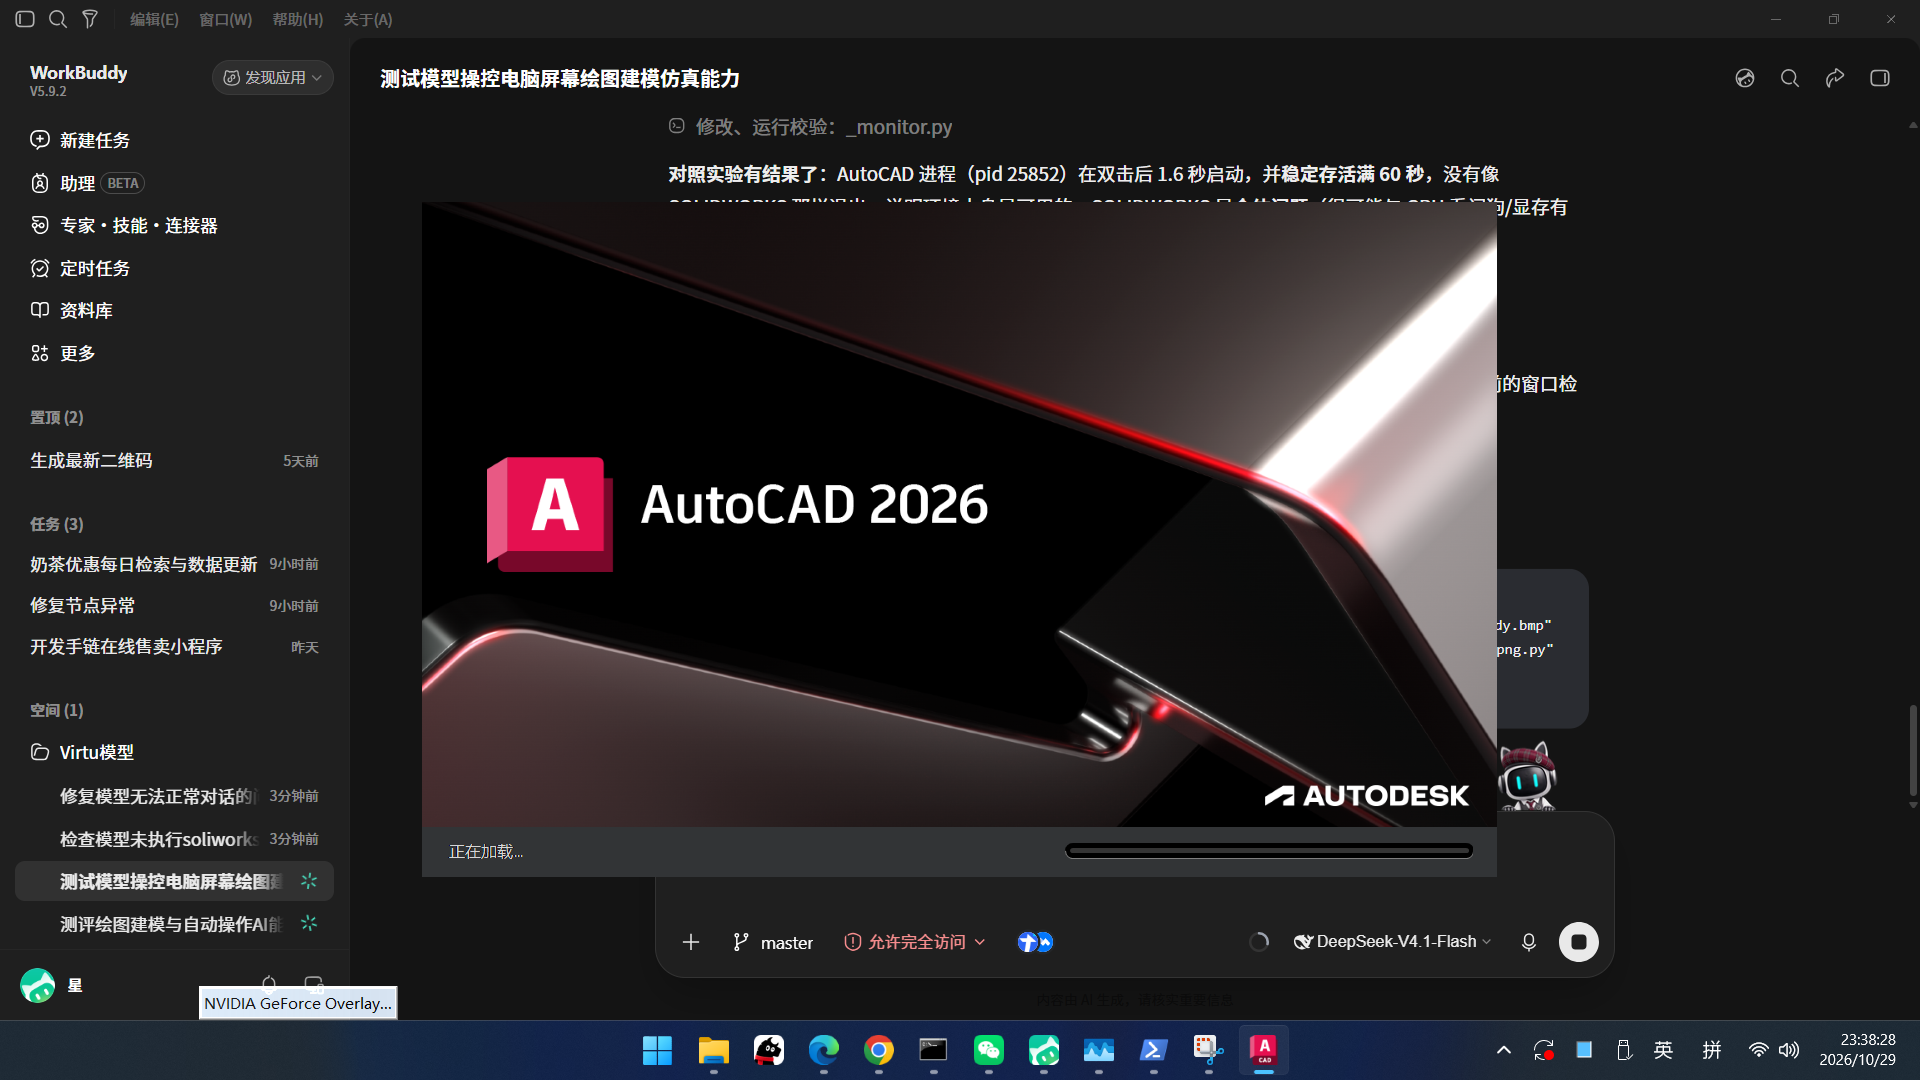 编辑(E) 窗口(W) 帮助(H) 关于(A)
WorkBuddy
V5.9.2
发现应用
新建任务
助理 BETA
专家·技能·连接器
定时任务
资料库
更多
置顶 (2)
生成最新二维码 5天前
任务 (3)
奶茶优惠每日检索与数据更新 9小时前
修复节点异常 9小时前
开发手链在线售卖小程序 昨天
空间 (1)
Virtu模型
修复模型无法正常对话的 3分钟前
检查模型未执行soliworks 3分钟前
测试模型操控电脑屏幕绘图建
测评绘图建模与自动操作AI能
星
NVIDIA GeForce Overlay...
测试模型操控电脑屏幕绘图建模仿真能力
修改、运行校验：_monitor.py
对照实验有结果了：AutoCAD 进程（pid 25852）在双击后 1.6 秒启动，并稳定存活满 60 秒，没有像
狗/显存有
前的窗口检
dy.bmp"
png.py"
A
AutoCAD 2026
AUTODESK
正在加载...
master
允许完全访问
DeepSeek-V4.1-Flash
A
CAD
英
拼
23:38:28
2026/10/29